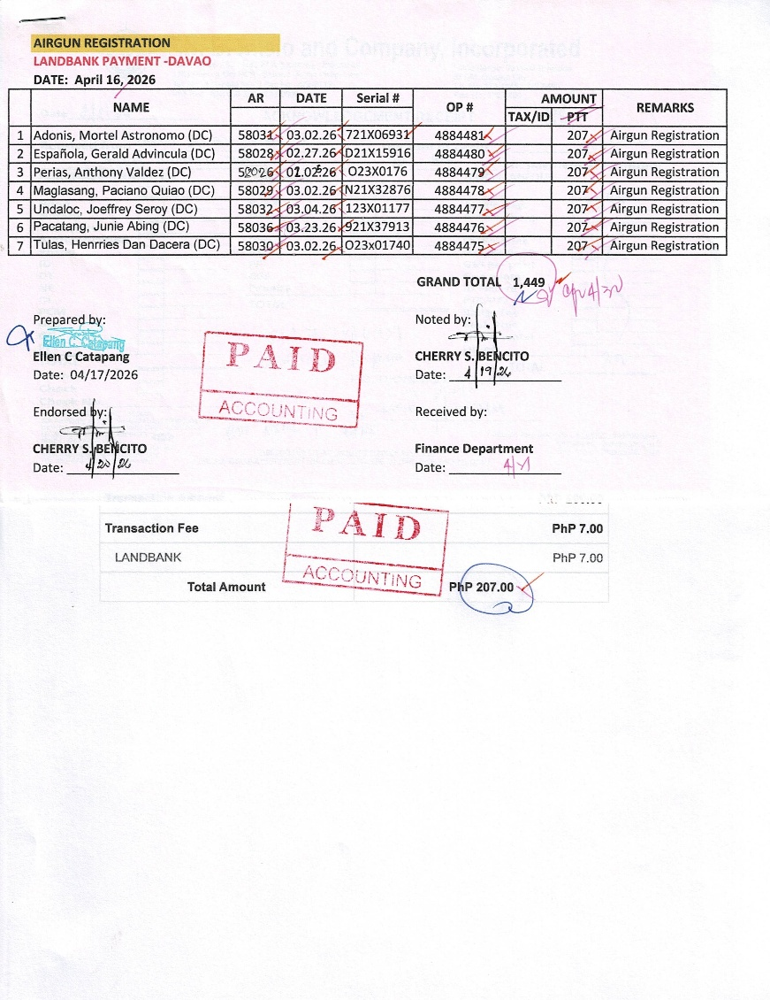 AIRGUN REGISTRATION
LANDBANK PAYMENT -DAVAO
DATE: April 16, 2026
NAME AR DATE Serial # OP # AMOUNT REMARKS
TAX/ID PTT
1 Adonis, Mortel Astronomo (DC) 58031 03.02.26 721X06931 4884481 207 Airgun Registration
2 Española, Gerald Advincula (DC) 58028 02.27.26 D21X15916 4884480 207 Airgun Registration
3 Perias, Anthony Valdez (DC) O23X0176 4884479 207 Airgun Registration
4 Maglasang, Paciano Quiao (DC) 58029 03.02.26 N21X32876 4884478 207 Airgun Registration
5 Undaloc, Joeffrey Seroy (DC) 58032 03.04.26 123X01177 4884477 207 Airgun Registration
6 Pacatang, Junie Abing (DC) 58036 03.23.26 921X37913 4884476 207 Airgun Registration
7 Tulas, Henrries Dan Dacera (DC) 58030 03.02.26 O23x01740 4884475 207 Airgun Registration
GRAND TOTAL 1,449
Prepared by: Noted by:
Ellen C. Catapang
Ellen C Catapang CHERRY S. BENCITO
Date: 04/17/2026 Date: 4/19/26
PAID
ACCOUNTING
Endorsed by: Received by:
CHERRY S. BENCITO Finance Department
Date: 4/20/26 Date:
Transaction Fee PhP 7.00
LANDBANK PhP 7.00
Total Amount PhP 207.00
PAID
ACCOUNTING